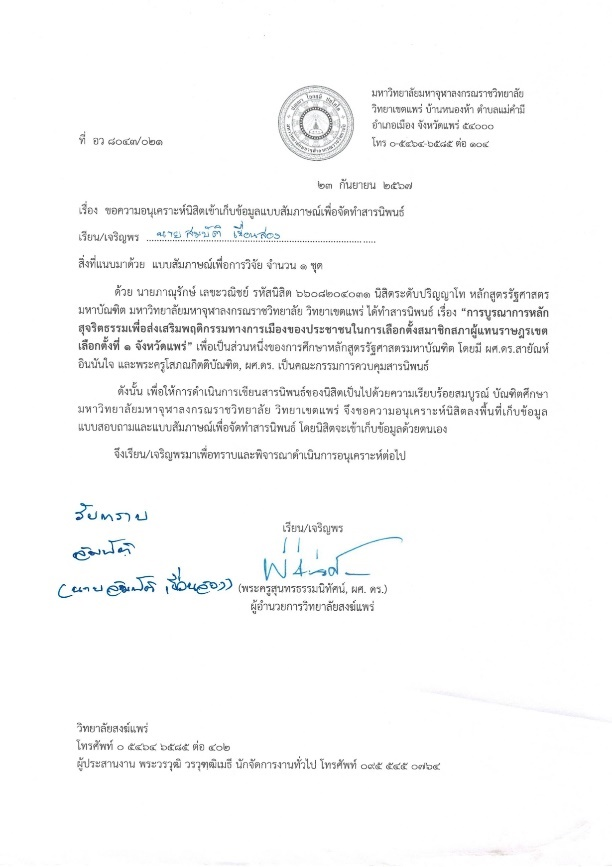 มหาวิทยาลัยมหาจุฬาลงกรณราชวิทยาลัย
วิทยาเขตแพร่ บ้านหนองห้า ตำบลแม่คำมี
อำเภอเมือง จังหวัดแพร่ ๕๔๐๐๐
โทร ๐-๕๔๖๔-๖๕๘๕ ต่อ ๑๐๔
ที่ อว ๘๐๔๓/๐๒๑
๒๓ กันยายน ๒๕๖๗
เรื่อง ขอความอนุเคราะห์นิสิตเข้าเก็บข้อมูลแบบสัมภาษณ์เพื่อจัดทำสารนิพนธ์
เรียน/เจริญพร นายสมบัติ เขื่อนสอง
สิ่งที่แนบมาด้วย แบบสัมภาษณ์เพื่อการวิจัย จำนวน ๑ ชุด
ด้วย นายภาณุรักษ์ เลขะวณิชย์ รหัสนิสิต ๖๖๐๘๒๐๔๐๓๑ นิสิตระดับปริญญาโท หลักสูตรรัฐศาสตร
มหาบัณฑิต มหาวิทยาลัยมหาจุฬาลงกรณราชวิทยาลัย วิทยาเขตแพร่ ได้ทำสารนิพนธ์ เรื่อง “การบูรณาการหลัก
สุจริตธรรมเพื่อส่งเสริมพฤติกรรมทางการเมืองของประชาชนในการเลือกตั้งสมาชิกสภาผู้แทนราษฎรเขต
เลือกตั้งที่ ๑ จังหวัดแพร่” เพื่อเป็นส่วนหนึ่งของการศึกษาหลักสูตรรัฐศาสตรมหาบัณฑิต โดยมี ผศ.ดร.สายัณห์
อินนันใจ และพระครูโสภณกิตติบัณฑิต, ผศ.ดร. เป็นคณะกรรมการควบคุมสารนิพนธ์
ดังนั้น เพื่อให้การดำเนินการเขียนสารนิพนธ์ของนิสิตเป็นไปด้วยความเรียบร้อยสมบูรณ์ บัณฑิตศึกษา
มหาวิทยาลัยมหาจุฬาลงกรณราชวิทยาลัย วิทยาเขตแพร่ จึงขอความอนุเคราะห์นิสิตลงพื้นที่เก็บข้อมูล
แบบสอบถามและแบบสัมภาษณ์เพื่อจัดทำสารนิพนธ์ โดยนิสิตจะเข้าเก็บข้อมูลด้วยตนเอง
จึงเรียน/เจริญพรมาเพื่อทราบและพิจารณาดำเนินการอนุเคราะห์ต่อไป
รับทราบ
เรียน/เจริญพร
สมบัติ
(นายสมบัติ เขื่อนสอง) (พระครูสุนทรธรรมนิทัศน์, ผศ. ดร.)
ผู้อำนวยการวิทยาลัยสงฆ์แพร่
วิทยาลัยสงฆ์แพร่
โทรศัพท์ ๐ ๕๔๖๔ ๖๕๘๕ ต่อ ๔๐๒
ผู้ประสานงาน พระวรวุฒิ วรวุฑฺฒิเมธี นักจัดการงานทั่วไป โทรศัพท์ ๐๙๕ ๕๔๕ ๐๗๖๔